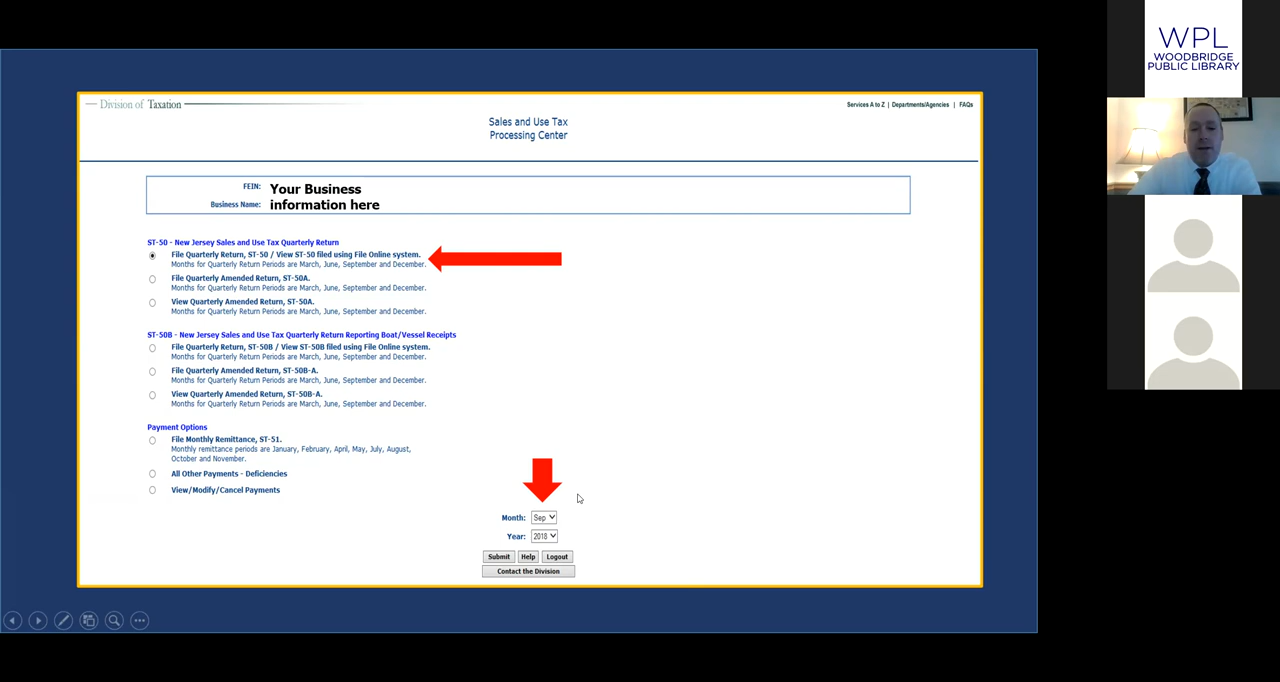 WPL
WOODBRIDGE
PUBLIC LIBRARY
Division of Taxation
Services A to Z | Departments/Agencies | FAQs
Sales and Use Tax
Processing Center
FEIN: Your Business
Business Name: information here
ST-50 - New Jersey Sales and Use Tax Quarterly Return
File Quarterly Return, ST-50 / View ST-50 filed using File Online system.
Months for Quarterly Return Periods are March, June, September and December.
File Quarterly Amended Return, ST-50A.
Months for Quarterly Return Periods are March, June, September and December.
View Quarterly Amended Return, ST-50A.
Months for Quarterly Return Periods are March, June, September and December.
ST-50B - New Jersey Sales and Use Tax Quarterly Return Reporting Boat/Vessel Receipts
File Quarterly Return, ST-50B / View ST-50B filed using File Online system.
Months for Quarterly Return Periods are March, June, September and December.
File Quarterly Amended Return, ST-50B-A.
Months for Quarterly Return Periods are March, June, September and December.
View Quarterly Amended Return, ST-50B-A.
Months for Quarterly Return Periods are March, June, September and December.
Payment Options
File Monthly Remittance, ST-51.
Monthly remittance periods are January, February, April, May, July, August,
October and November.
All Other Payments - Deficiencies
View/Modify/Cancel Payments
Month: Sep
Year: 2018
Submit Help Logout
Contact the Division